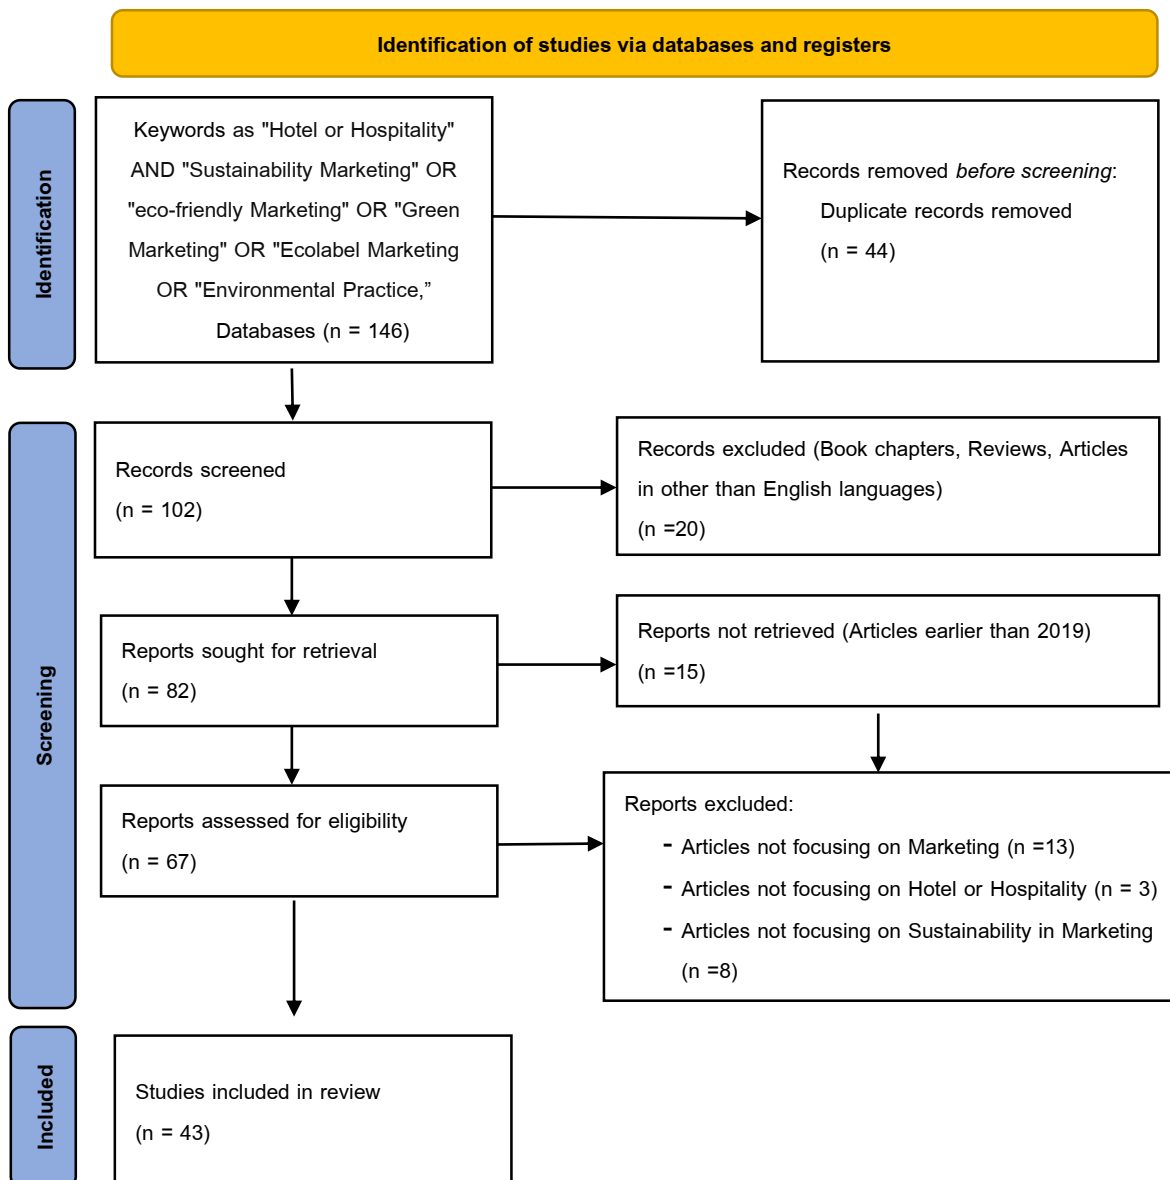 Identification of studies via databases and registers
Identification
Keywords as "Hotel or Hospitality"
AND "Sustainability Marketing" OR
"eco-friendly Marketing" OR "Green
Marketing" OR "Ecolabel Marketing
OR "Environmental Practice,”
Databases (n = 146)
Records removed before screening:
Duplicate records removed
(n = 44)
Screening
Records screened
(n = 102)
Records excluded (Book chapters, Reviews, Articles
in other than English languages)
(n =20)
Reports sought for retrieval
(n = 82)
Reports not retrieved (Articles earlier than 2019)
(n =15)
Reports assessed for eligibility
(n = 67)
Reports excluded:
- Articles not focusing on Marketing (n =13)
- Articles not focusing on Hotel or Hospitality (n = 3)
- Articles not focusing on Sustainability in Marketing
(n =8)
Included
Studies included in review
(n = 43)